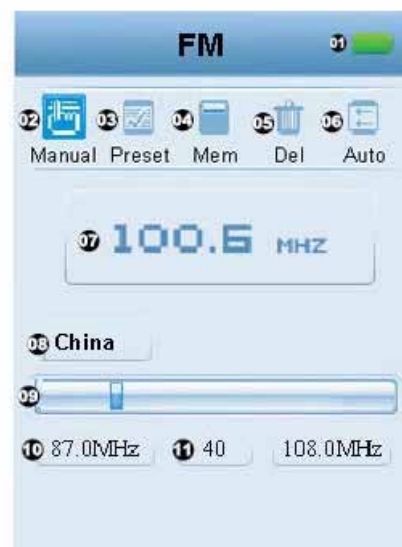 FM 01
02 03 04 05 06
Manual Preset Mem Del Auto
07 100.6 MHZ
08 China
09
10 87.0MHz 11 40 108.0MHz